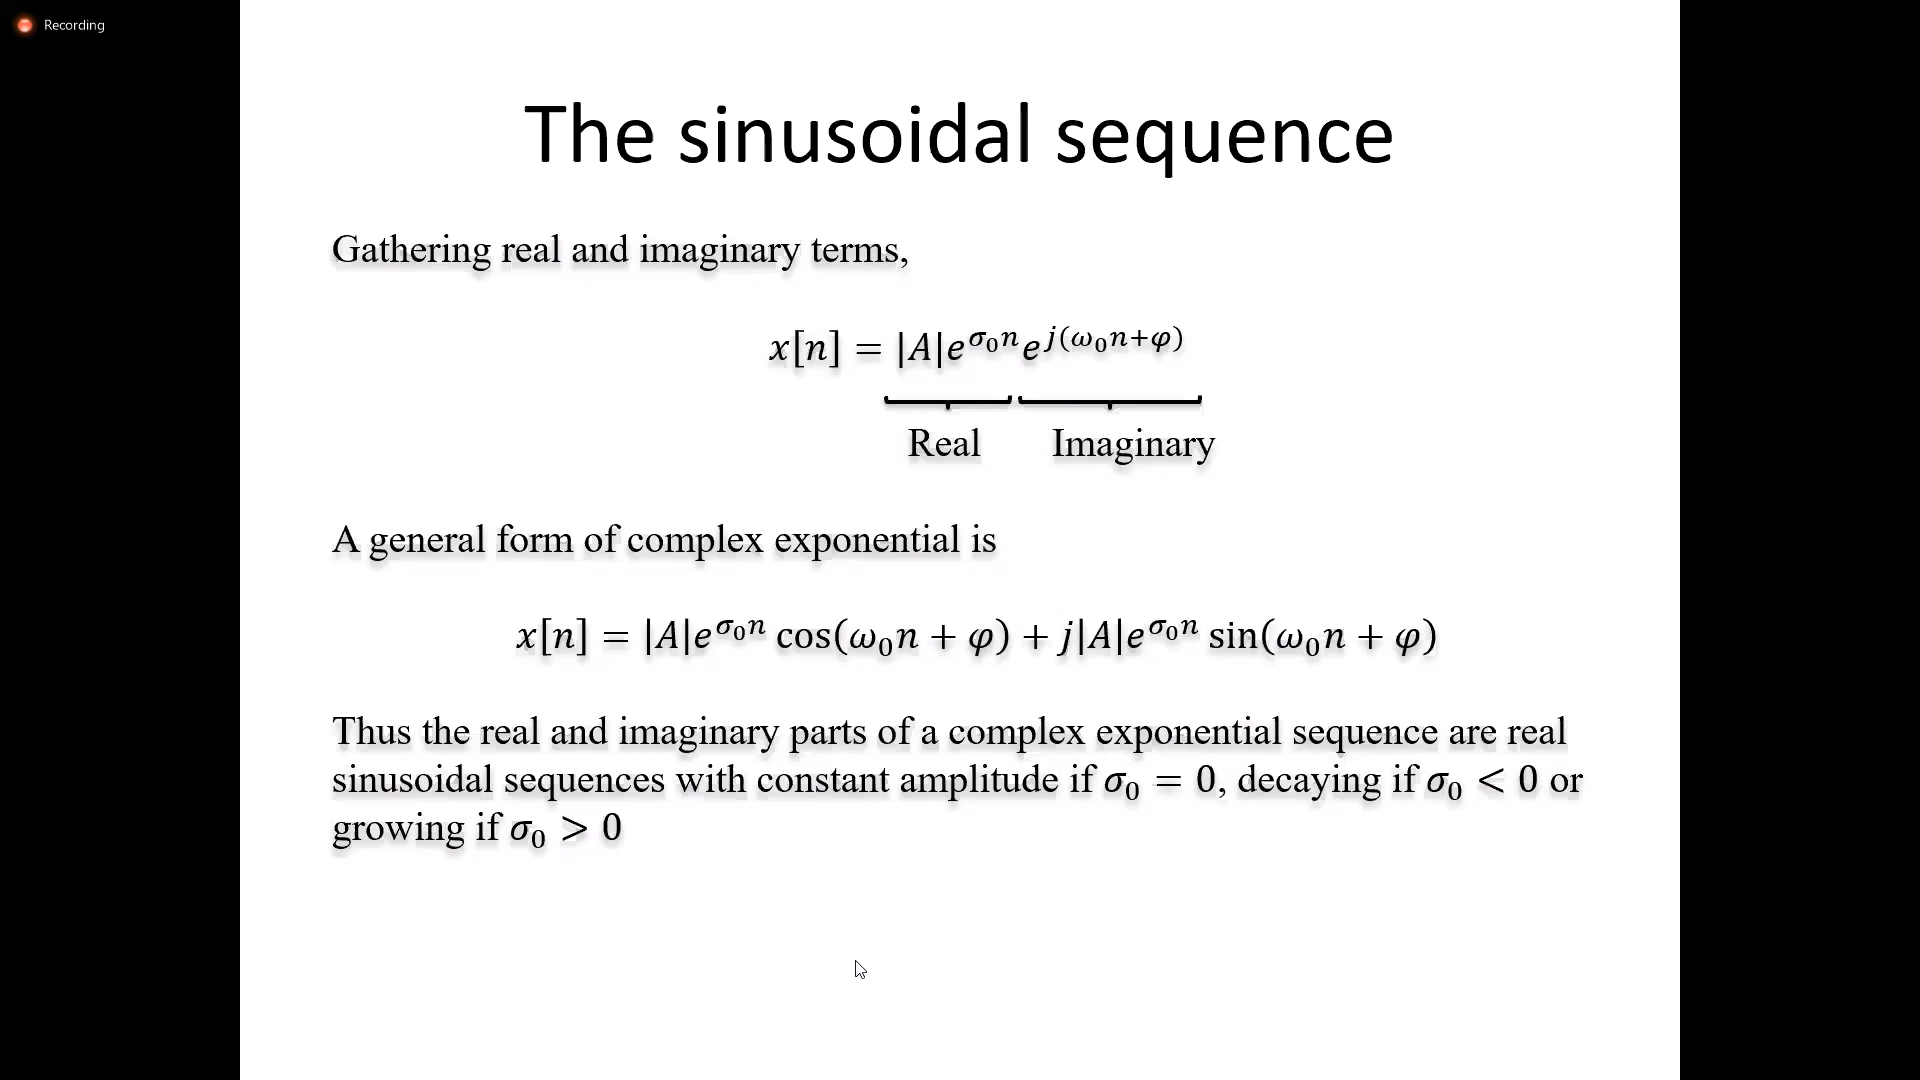 Recording
The sinusoidal sequence
Gathering real and imaginary terms,
x[n] = |A|e^{σ₀n}e^{j(ω₀n+φ)}
Real Imaginary
A general form of complex exponential is
x[n] = |A|e^{σ₀n} cos(ω₀n + φ) + j|A|e^{σ₀n} sin(ω₀n + φ)
Thus the real and imaginary parts of a complex exponential sequence are real
sinusoidal sequences with constant amplitude if σ₀ = 0, decaying if σ₀ < 0 or
growing if σ₀ > 0